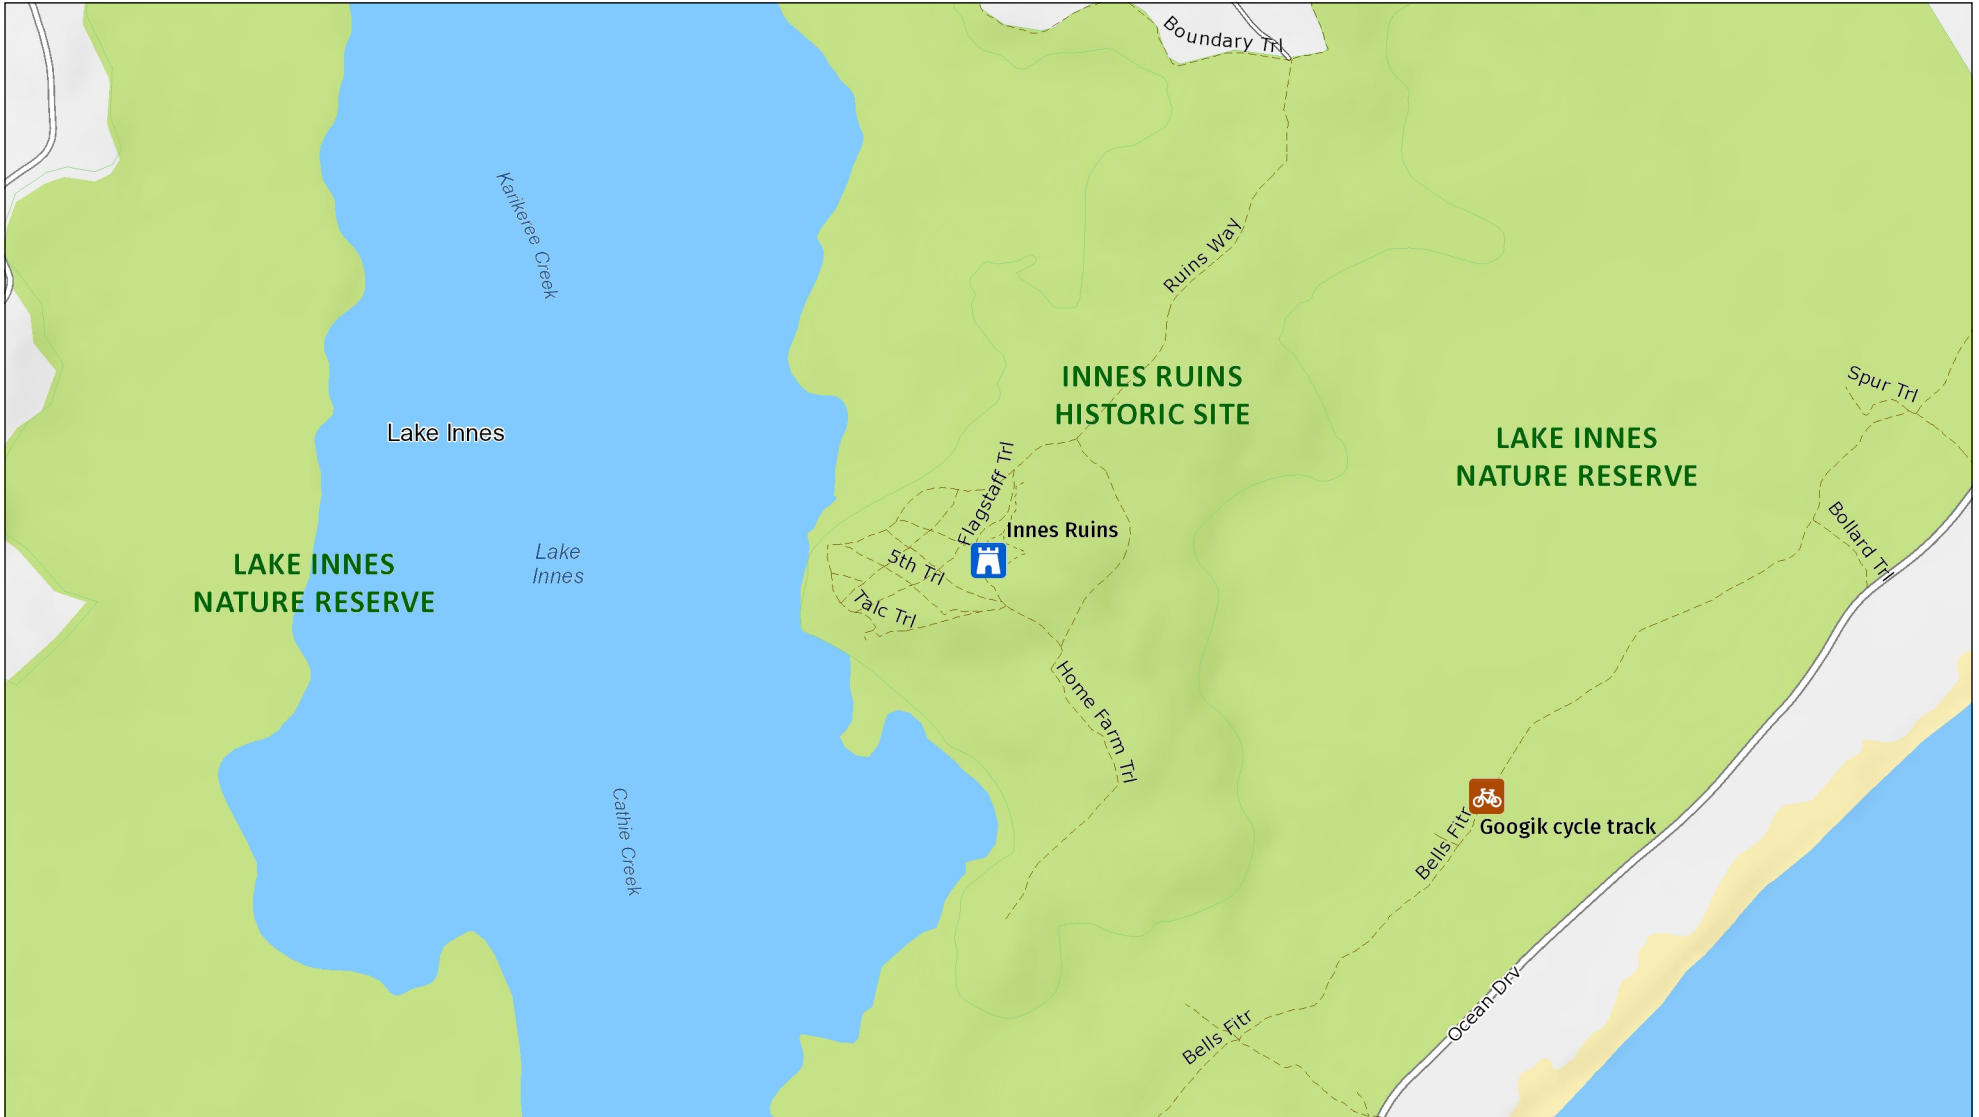 Boundary Trl
Karikeree Creek
Ruins Way
INNES RUINS
HISTORIC SITE
Spur Trl
Lake Innes
LAKE INNES
NATURE RESERVE
Flagstaff Trl
Innes Ruins
Bollard Trl
LAKE INNES
NATURE RESERVE
Lake
Innes
5th Trl
Talc Trl
Home Farm Trl
Cathie Creek
Googik cycle track
Bells Fitr
Ocean Drv
Bells Fitr